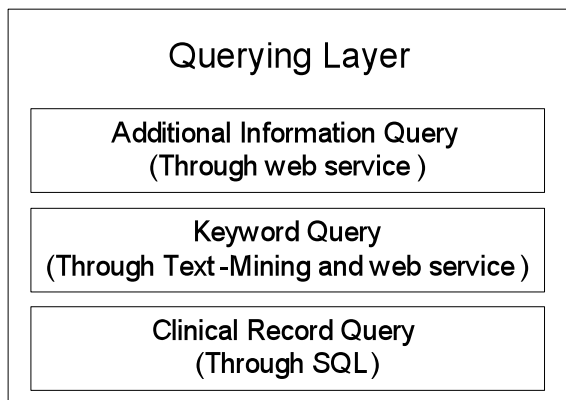 Querying Layer
Additional Information Query
(Through web service)
Keyword Query
(Through Text-Mining and web service)
Clinical Record Query
(Through SQL)